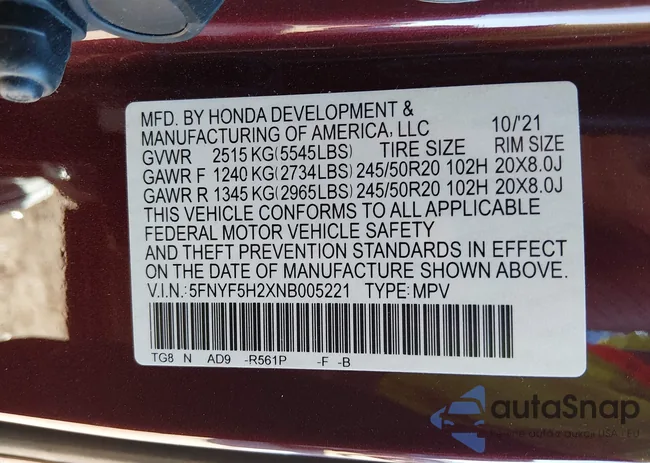 MFD. BY HONDA DEVELOPMENT &
MANUFACTURING OF AMERICA, LLC 10/'21
GVWR 2515 KG(5545LBS) TIRE SIZE RIM SIZE
GAWR F 1240 KG(2734LBS) 245/50R20 102H 20X8.0J
GAWR R 1345 KG(2965LBS) 245/50R20 102H 20X8.0J
THIS VEHICLE CONFORMS TO ALL APPLICABLE
FEDERAL MOTOR VEHICLE SAFETY
AND THEFT PREVENTION STANDARDS IN EFFECT
ON THE DATE OF MANUFACTURE SHOWN ABOVE.
V.I.N.:5FNYF5H2XNB005221 TYPE:MPV
TG8 N AD9 -R561P -F -B
autaSnap